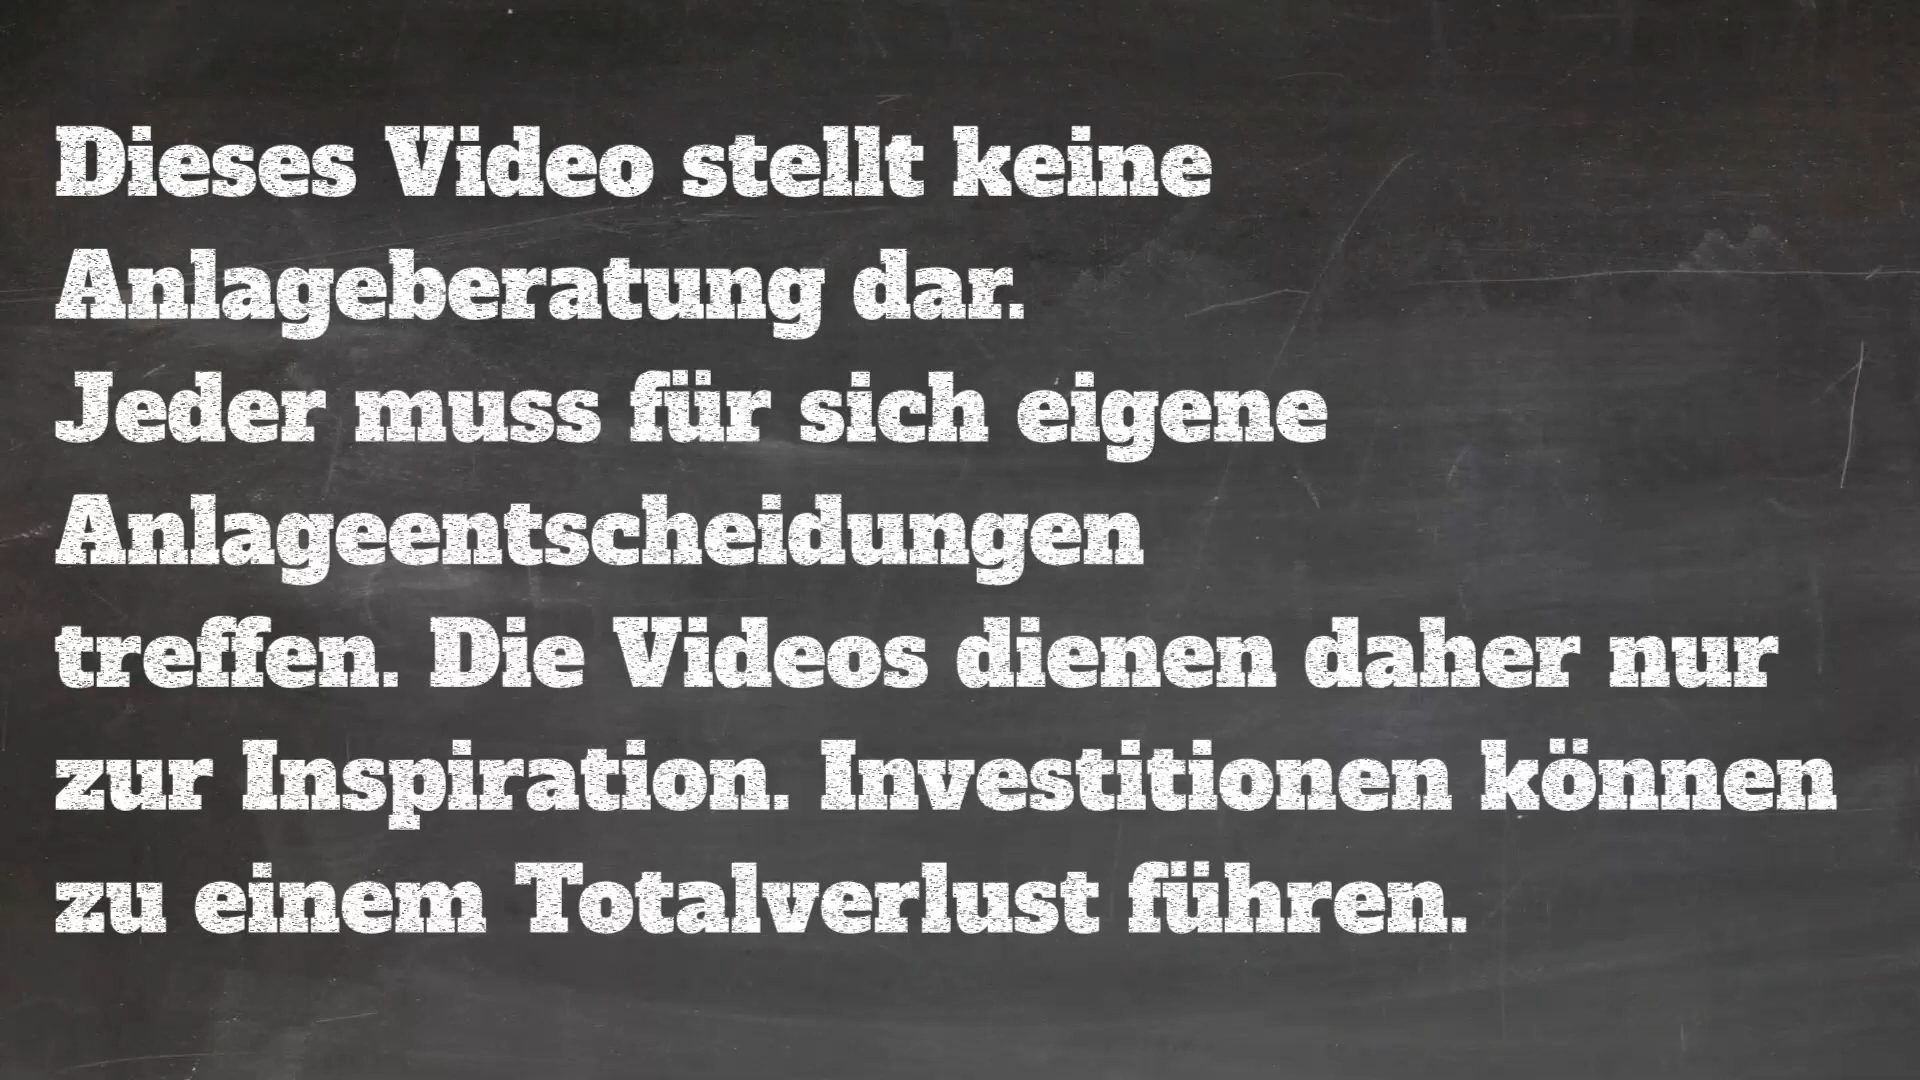 Dieses Video stellt keine
Anlageberatung dar.
Jeder muss für sich eigene
Anlageentscheidungen
treffen. Die Videos dienen daher nur
zur Inspiration. Investitionen können
zu einem Totalverlust führen.